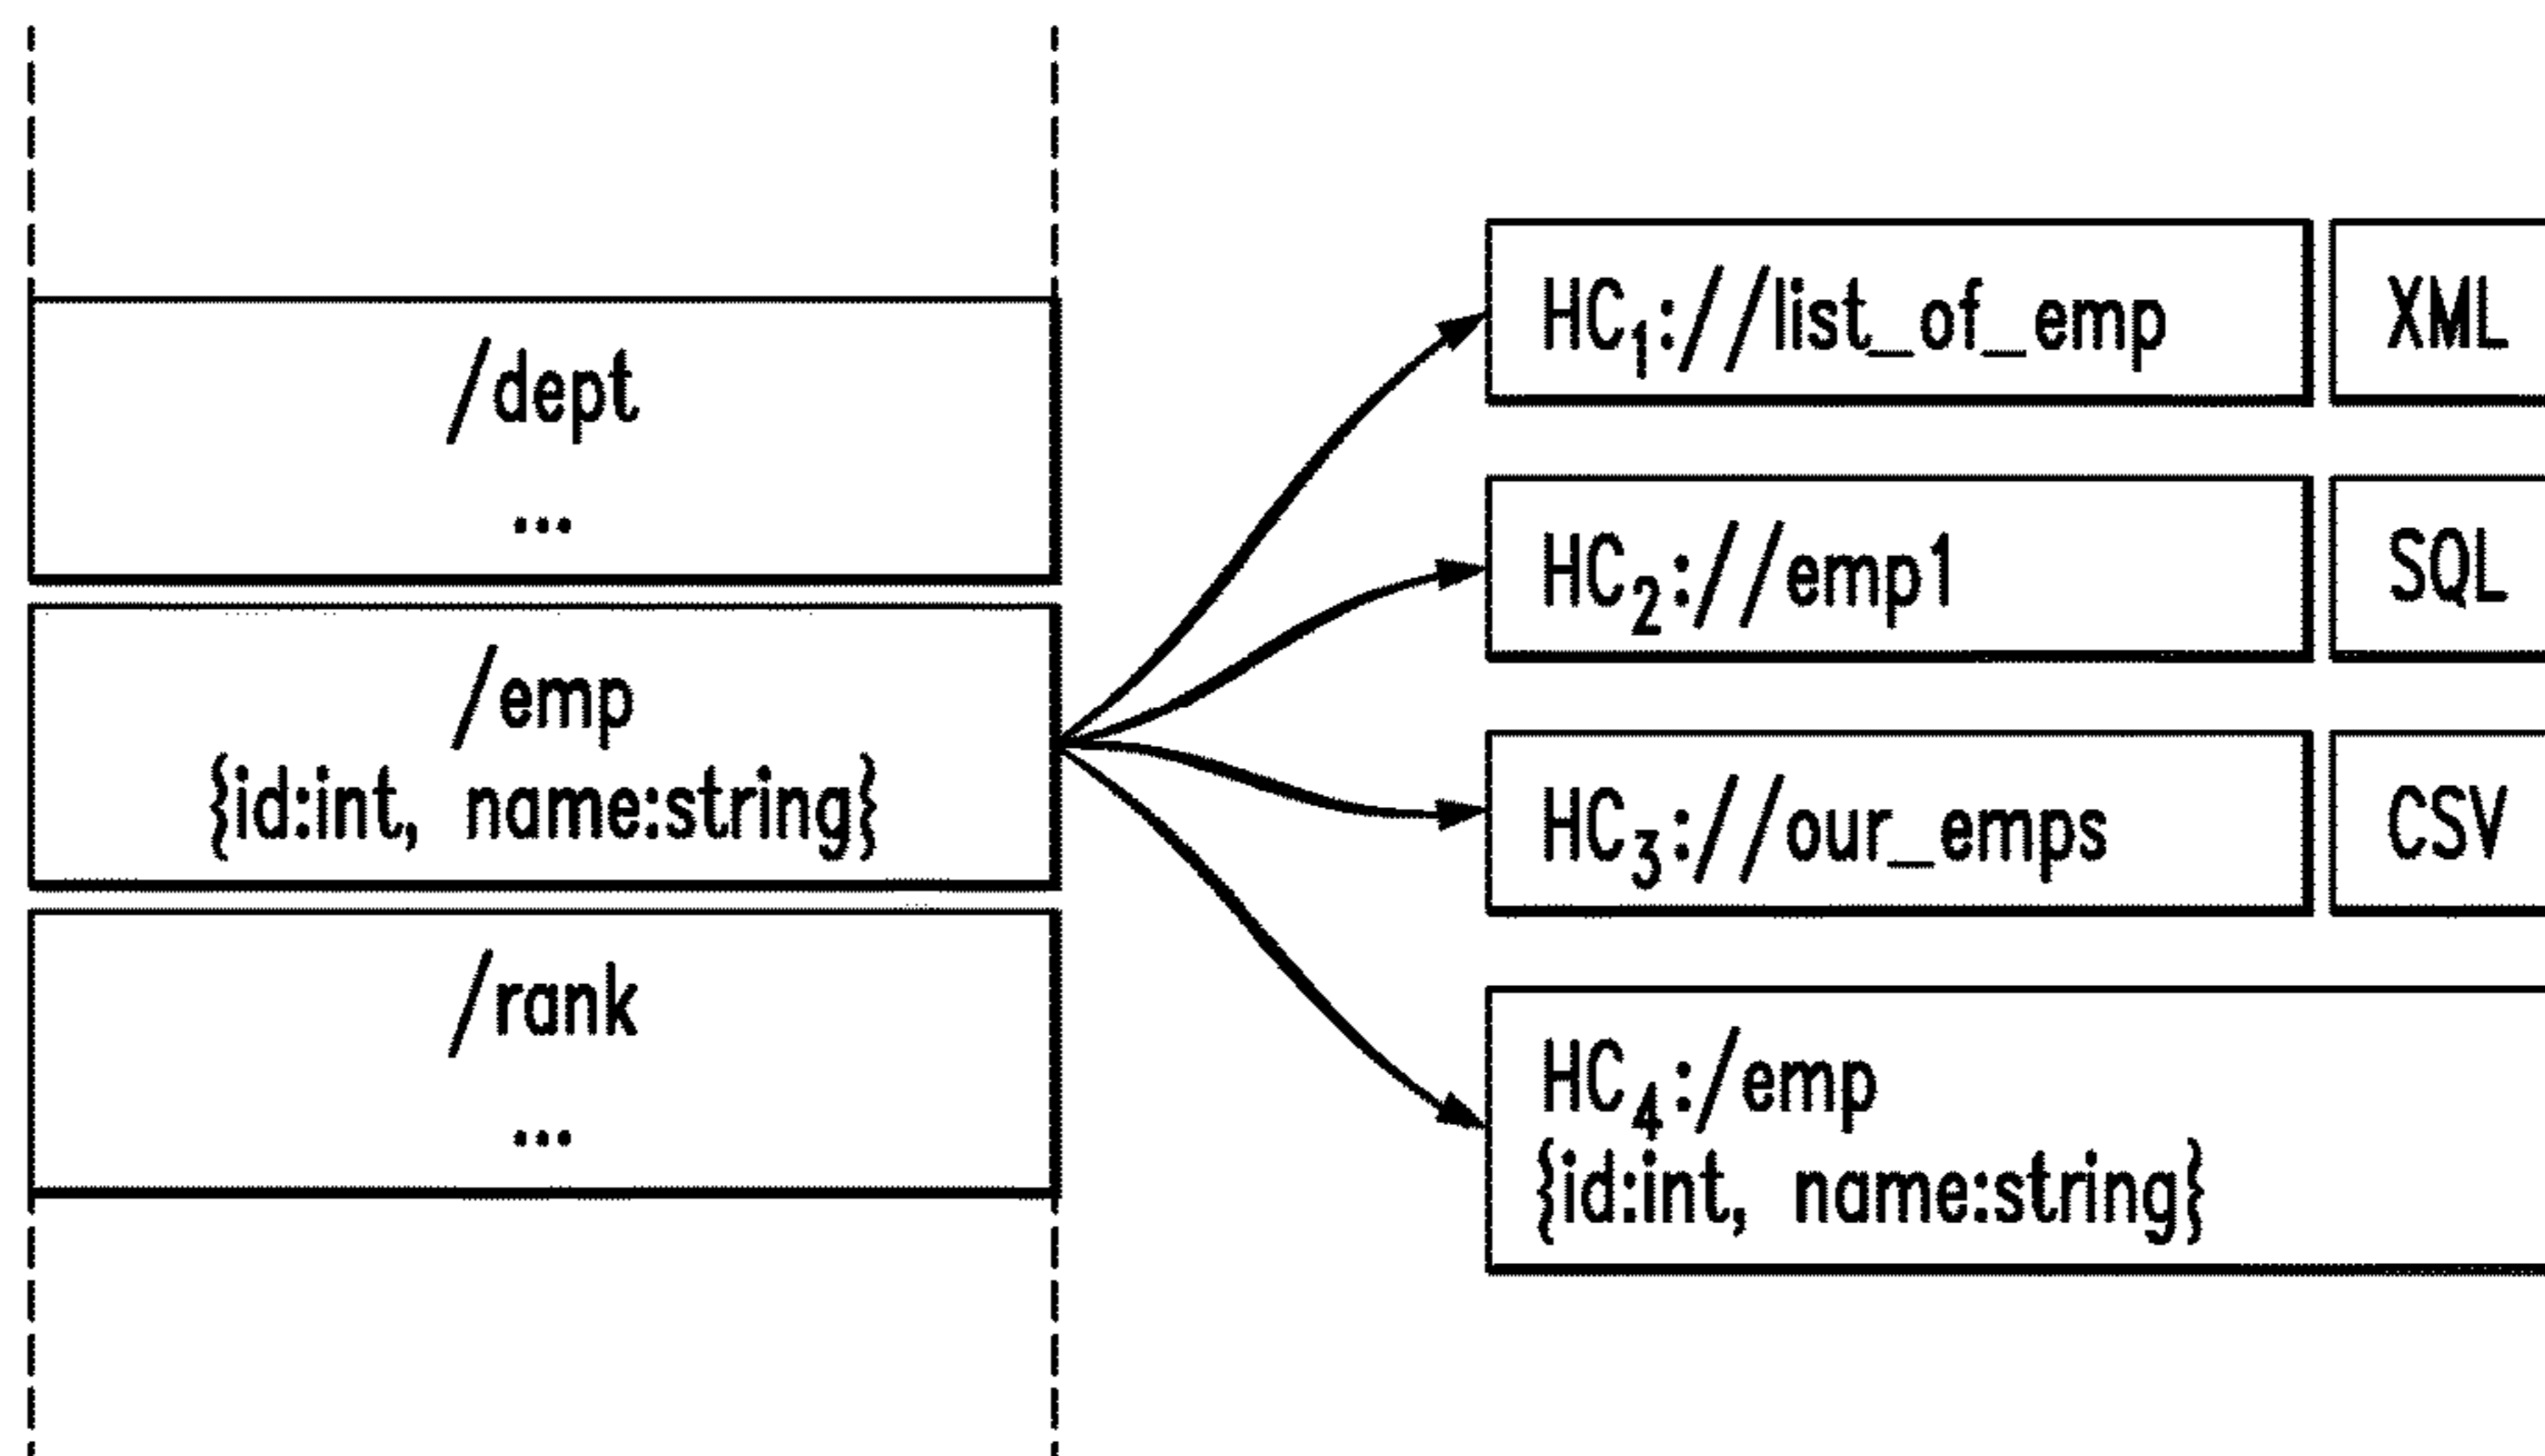 /dept
...
/emp
{id:int, name:string}
/rank
...
HC₁://list_of_emp
XML
HC₂://emp1
SQL
HC₃://our_emps
CSV
HC₄:/emp
{id:int, name:string}